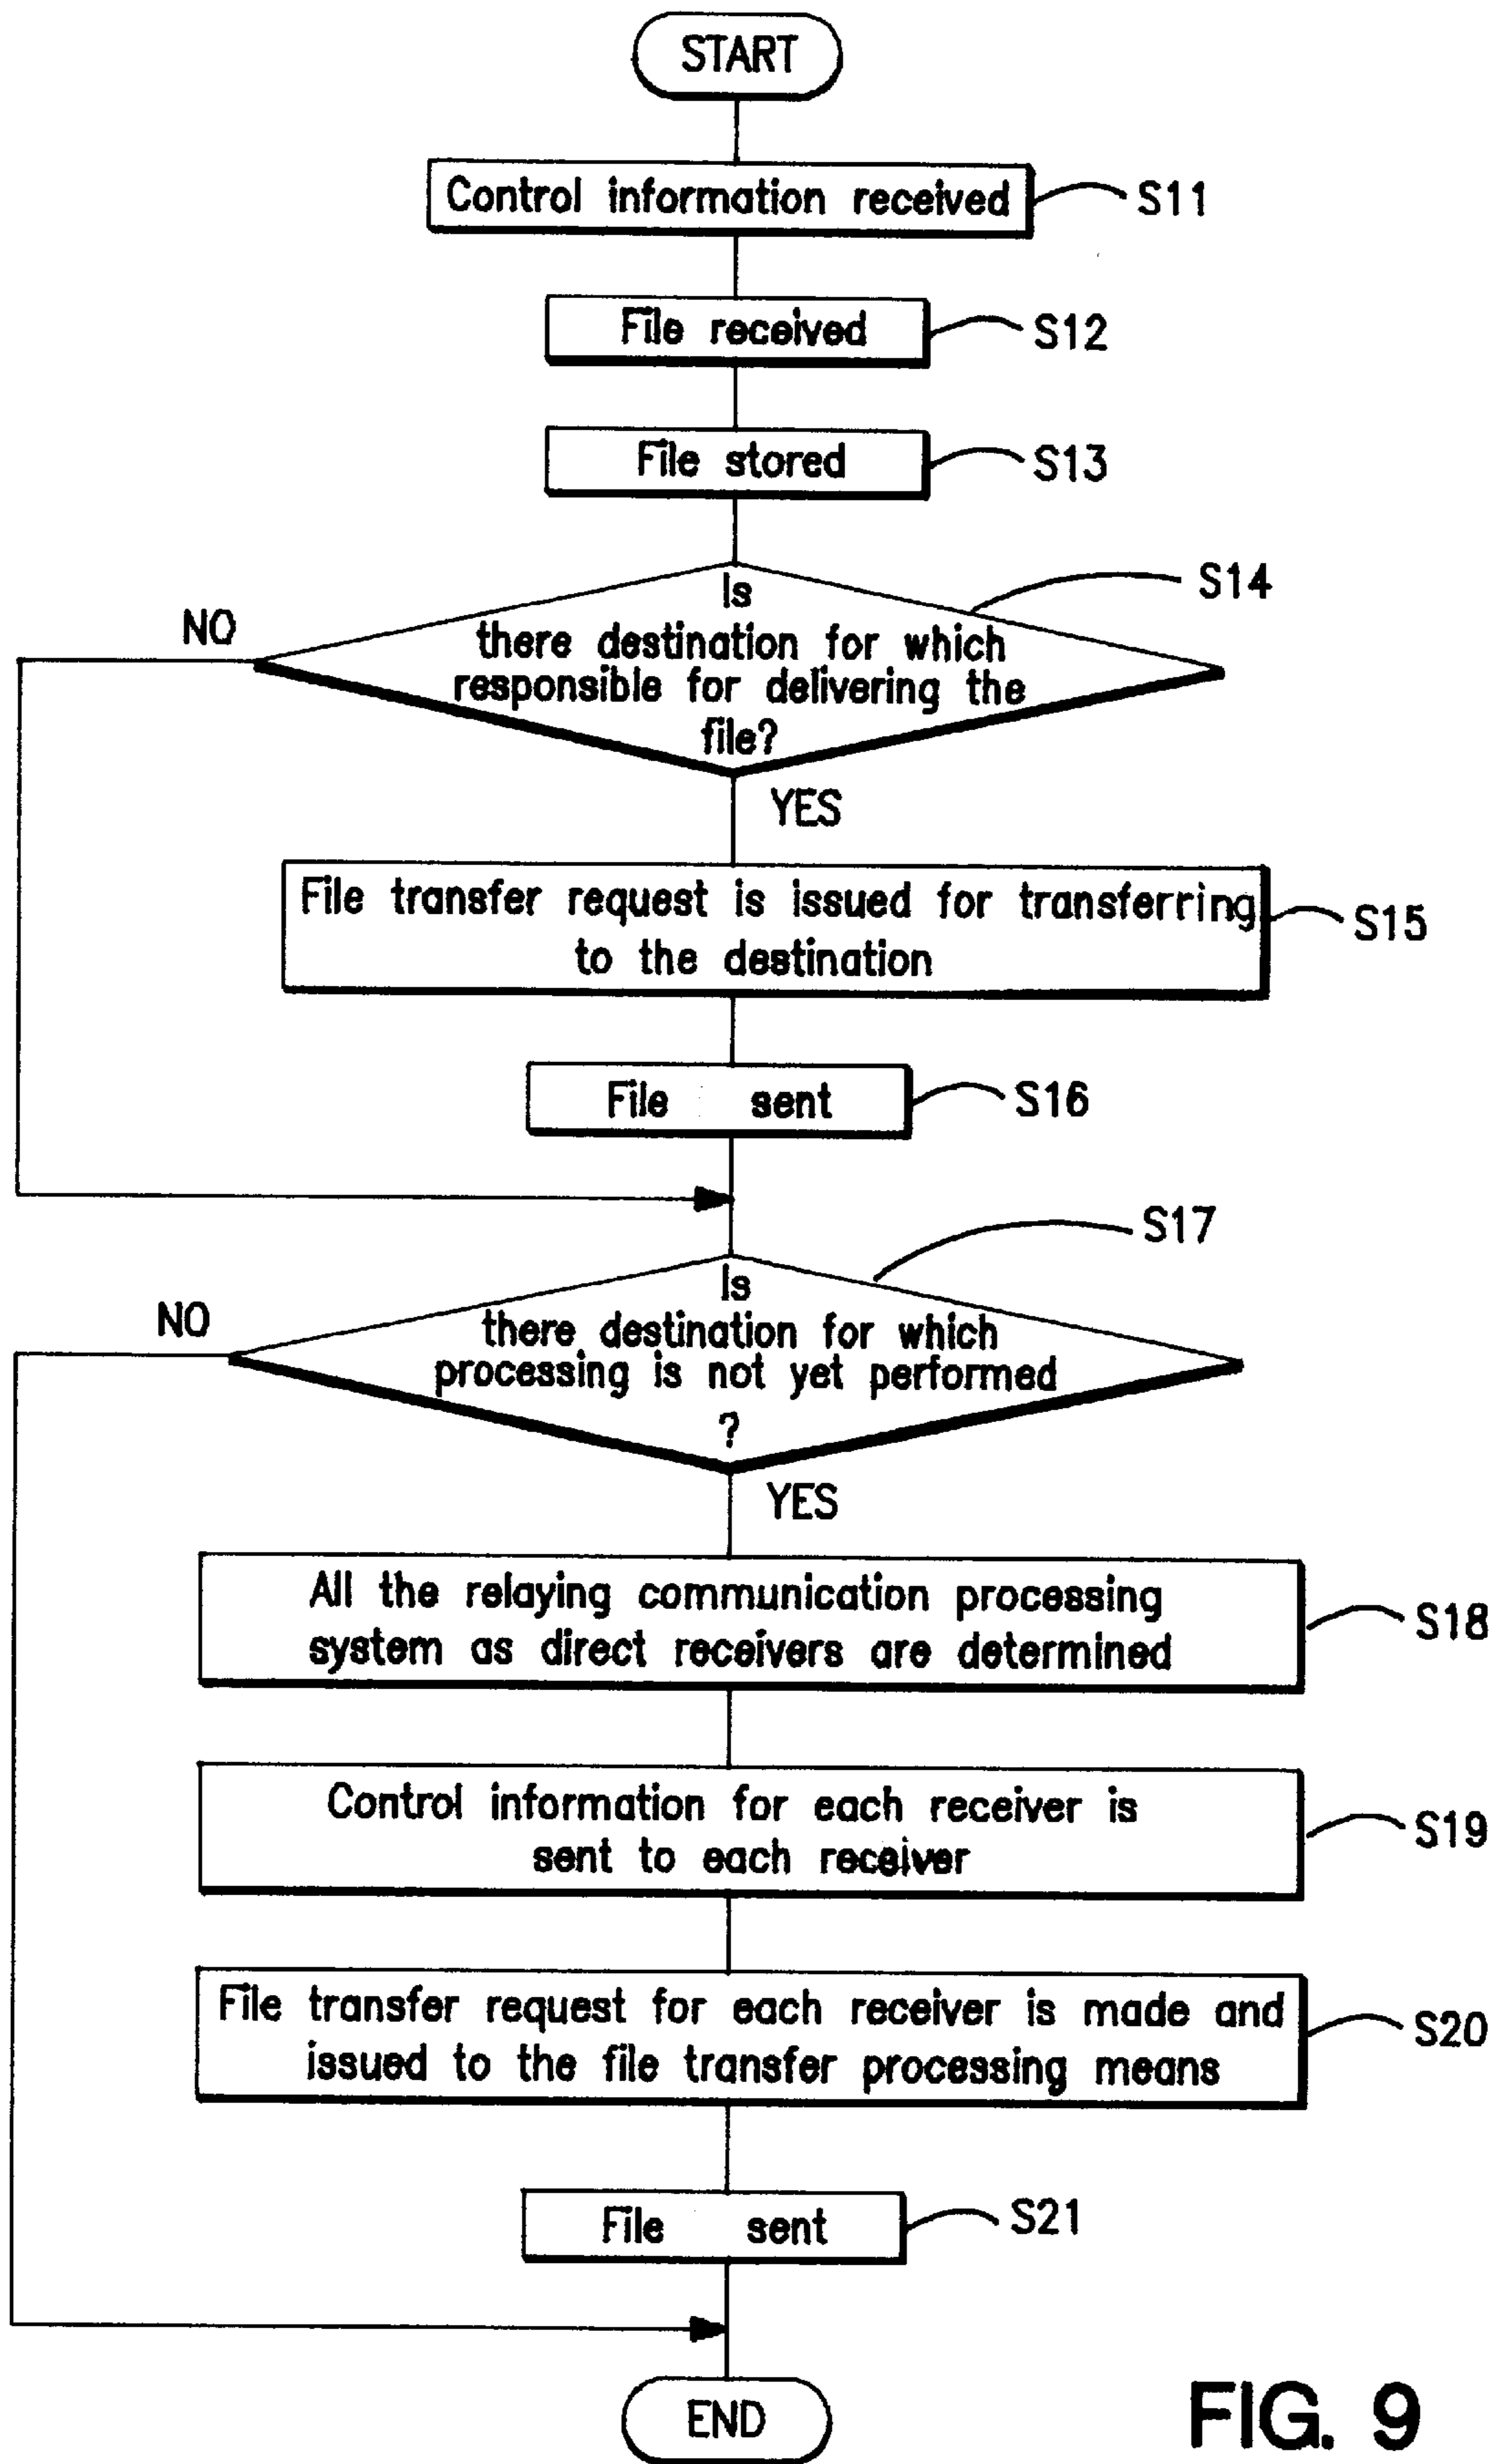 START
Control information received
S11
File received
S12
File stored
S13
Is
there destination for which
responsible for delivering the
file?
S14
NO
YES
File transfer request is issued for transferring
to the destination
S15
File sent
S16
S17
Is
there destination for which
processing is not yet performed
?
NO
YES
All the relaying communication processing
system as direct receivers are determined
S18
Control information for each receiver is
sent to each receiver
S19
File transfer request for each receiver is made and
issued to the file transfer processing means
S20
File sent
S21
END
FIG. 9